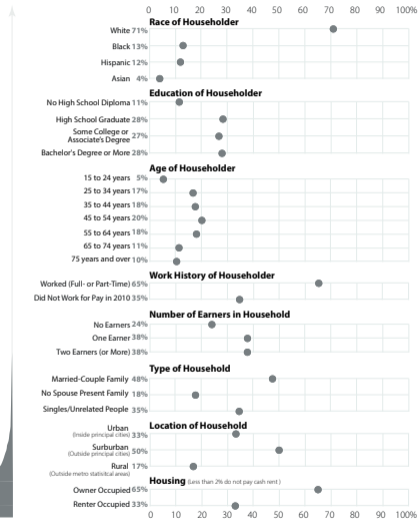 0 10 20 30 40 50 60 70 80 90 100%
Race of Householder
White 71%
Black 13%
Hispanic 12%
Asian 4%
Education of Householder
No High School Diploma 11%
High School Graduate 28%
Some College or
Associate's Degree 27%
Bachelor's Degree or More 28%
Age of Householder
15 to 24 years 5%
25 to 34 years 17%
35 to 44 years 18%
45 to 54 years 20%
55 to 64 years 18%
65 to 74 years 11%
75 years and over 10%
Work History of Householder
Worked (Full- or Part-Time) 65%
Did Not Work for Pay in 2010 35%
Number of Earners in Household
No Earners 24%
One Earner 38%
Two Earners (or More) 38%
Type of Household
Married-Couple Family 48%
No Spouse Present Family 18%
Singles/Unrelated People 35%
Location of Household
Urban
(Inside principal cities) 33%
Surburban
(Outside principal cities) 50%
Rural 17%
(Outside metro statistical areas)
Housing (Less than 2% do not pay cash rent)
Owner Occupied 65%
Renter Occupied 33%
0 10 20 30 40 50 60 70 80 90 100%